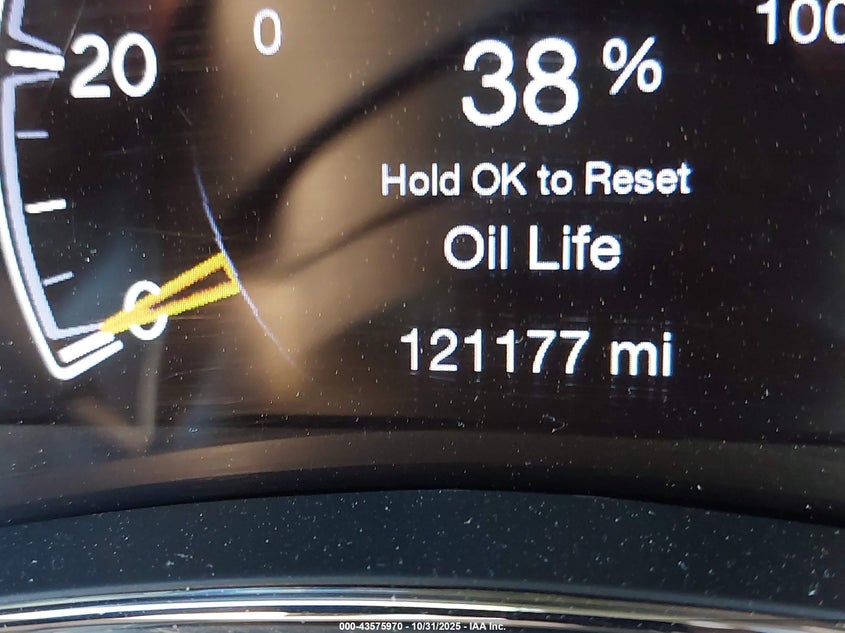 20
0
100
38 %
Hold OK to Reset
Oil Life
0
121177 mi
000-43575970 - 10/31/2025 - IAA Inc.